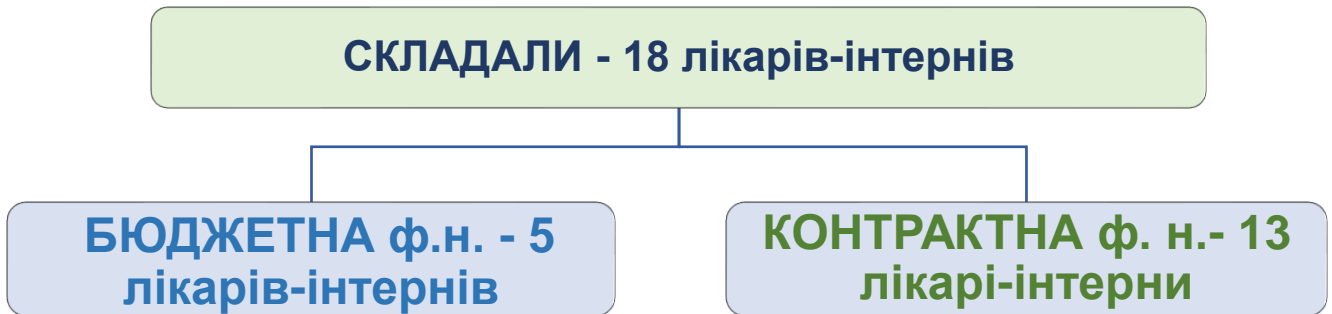 СКЛАДАЛИ - 18 лікарів-інтернів
БЮДЖЕТНА ф.н. - 5
лікарів-інтернів
КОНТРАКТНА ф. н.- 13
лікарі-інтерни